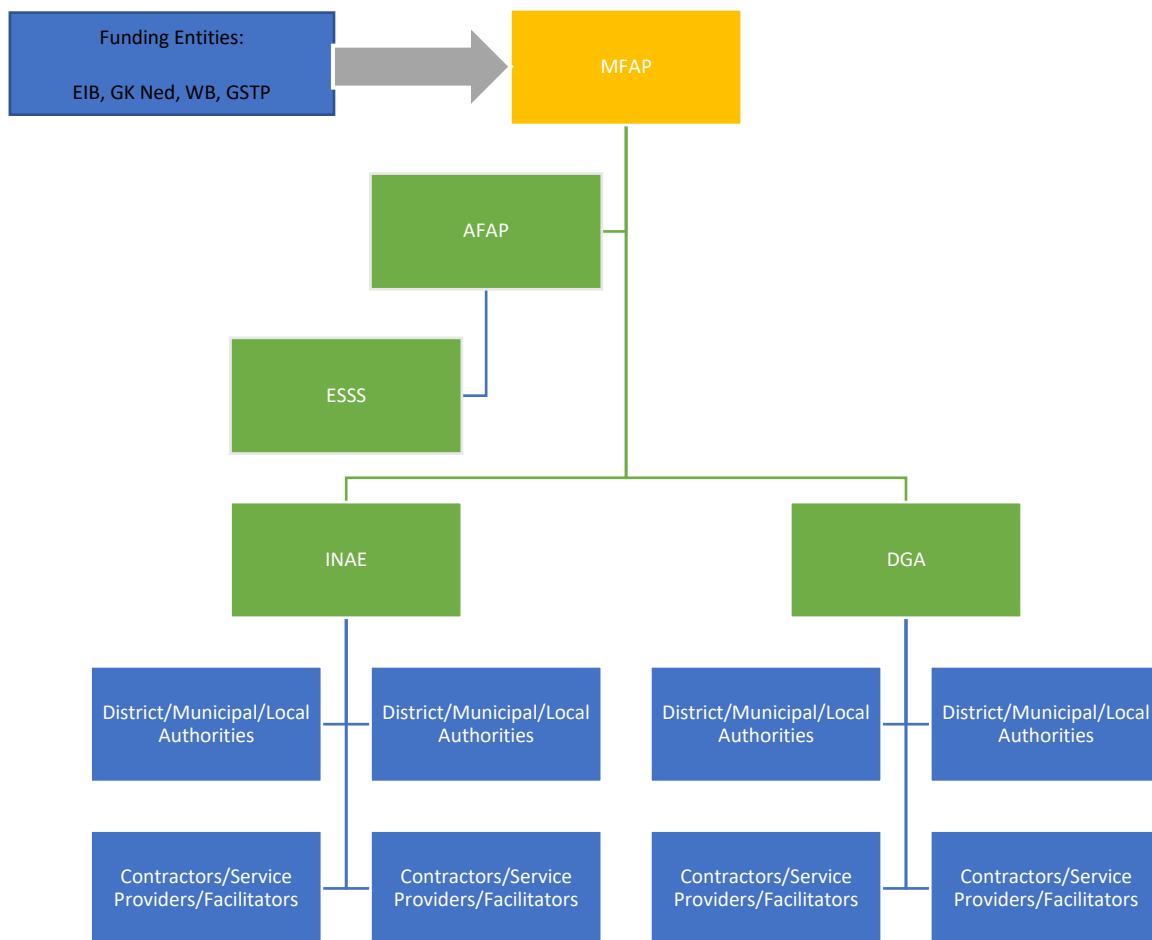 Funding Entities:
EIB, GK Ned, WB, GSTP
MFAP
AFAP
ESSS
INAE
DGA
District/Municipal/Local
Authorities
District/Municipal/Local
Authorities
District/Municipal/Local
Authorities
District/Municipal/Local
Authorities
Contractors/Service
Providers/Facilitators
Contractors/Service
Providers/Facilitators
Contractors/Service
Providers/Facilitators
Contractors/Service
Providers/Facilitators